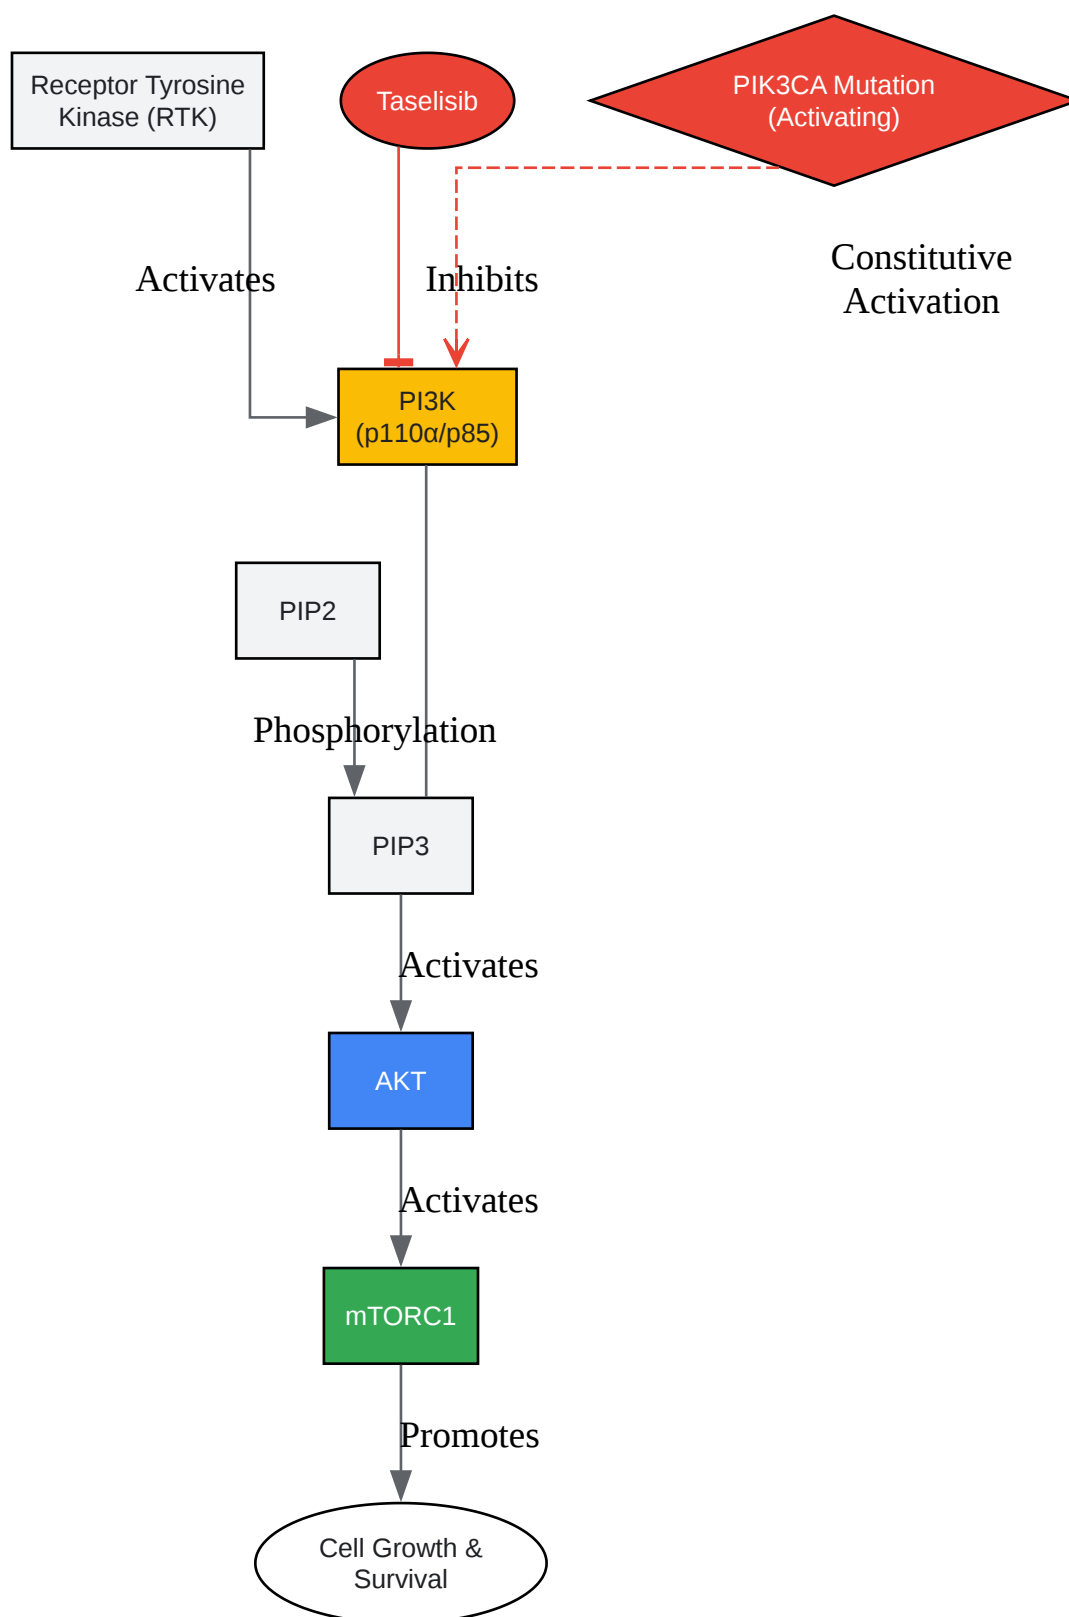 Receptor Tyrosine
Kinase (RTK)
Taselisib
PIK3CA Mutation
(Activating)
Activates
Inhibits
Constitutive
Activation
PI3K
(p110α/p85)
PIP2
Phosphorylation
PIP3
Activates
AKT
Activates
mTORC1
Promotes
Cell Growth &
Survival